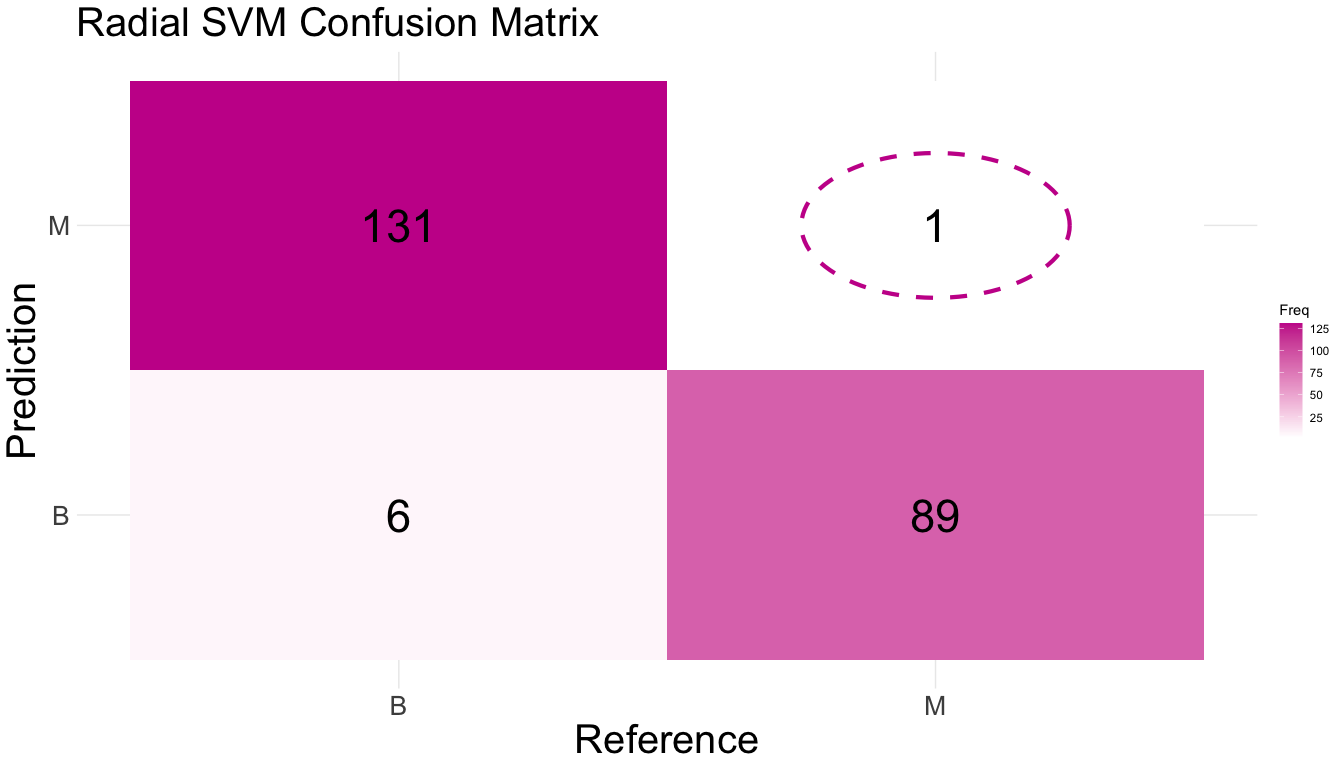 Radial SVM Confusion Matrix
Prediction
M
131
1
B
6
89
B
M
Reference
Freq
125
100
75
50
25